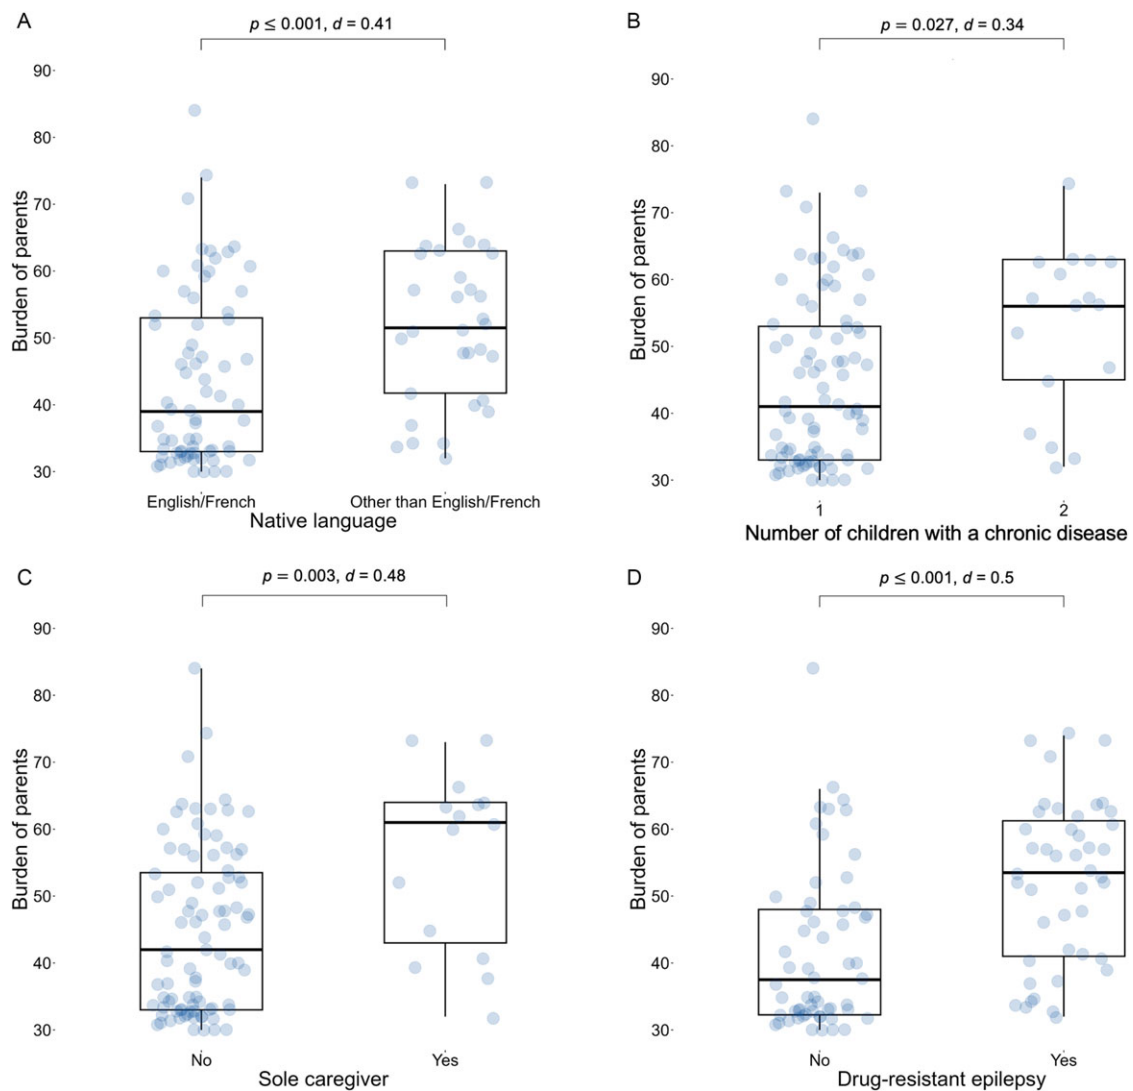 A
p ≤ 0.001, d = 0.41
90
80
70
60
50
40
30
Burden of parents
English/French
Other than English/French
Native language
B
p = 0.027, d = 0.34
90
80
70
60
50
40
30
Burden of parents
1
2
Number of children with a chronic disease
C
p = 0.003, d = 0.48
90
80
70
60
50
40
30
Burden of parents
No
Yes
Sole caregiver
D
p ≤ 0.001, d = 0.5
90
80
70
60
50
40
30
Burden of parents
No
Yes
Drug-resistant epilepsy